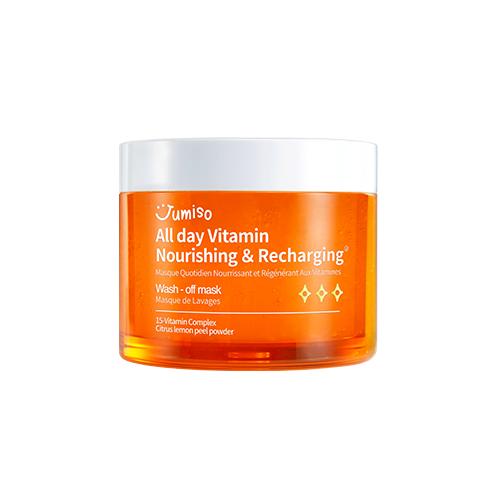 Jumiso
All day Vitamin
Nourishing & Recharging
Masque Quotidien Nourrissant et Régénérant Aux Vitamines
Wash - off mask
Masque de Lavages
15-Vitamin Complex
Citrus lemon peel powder